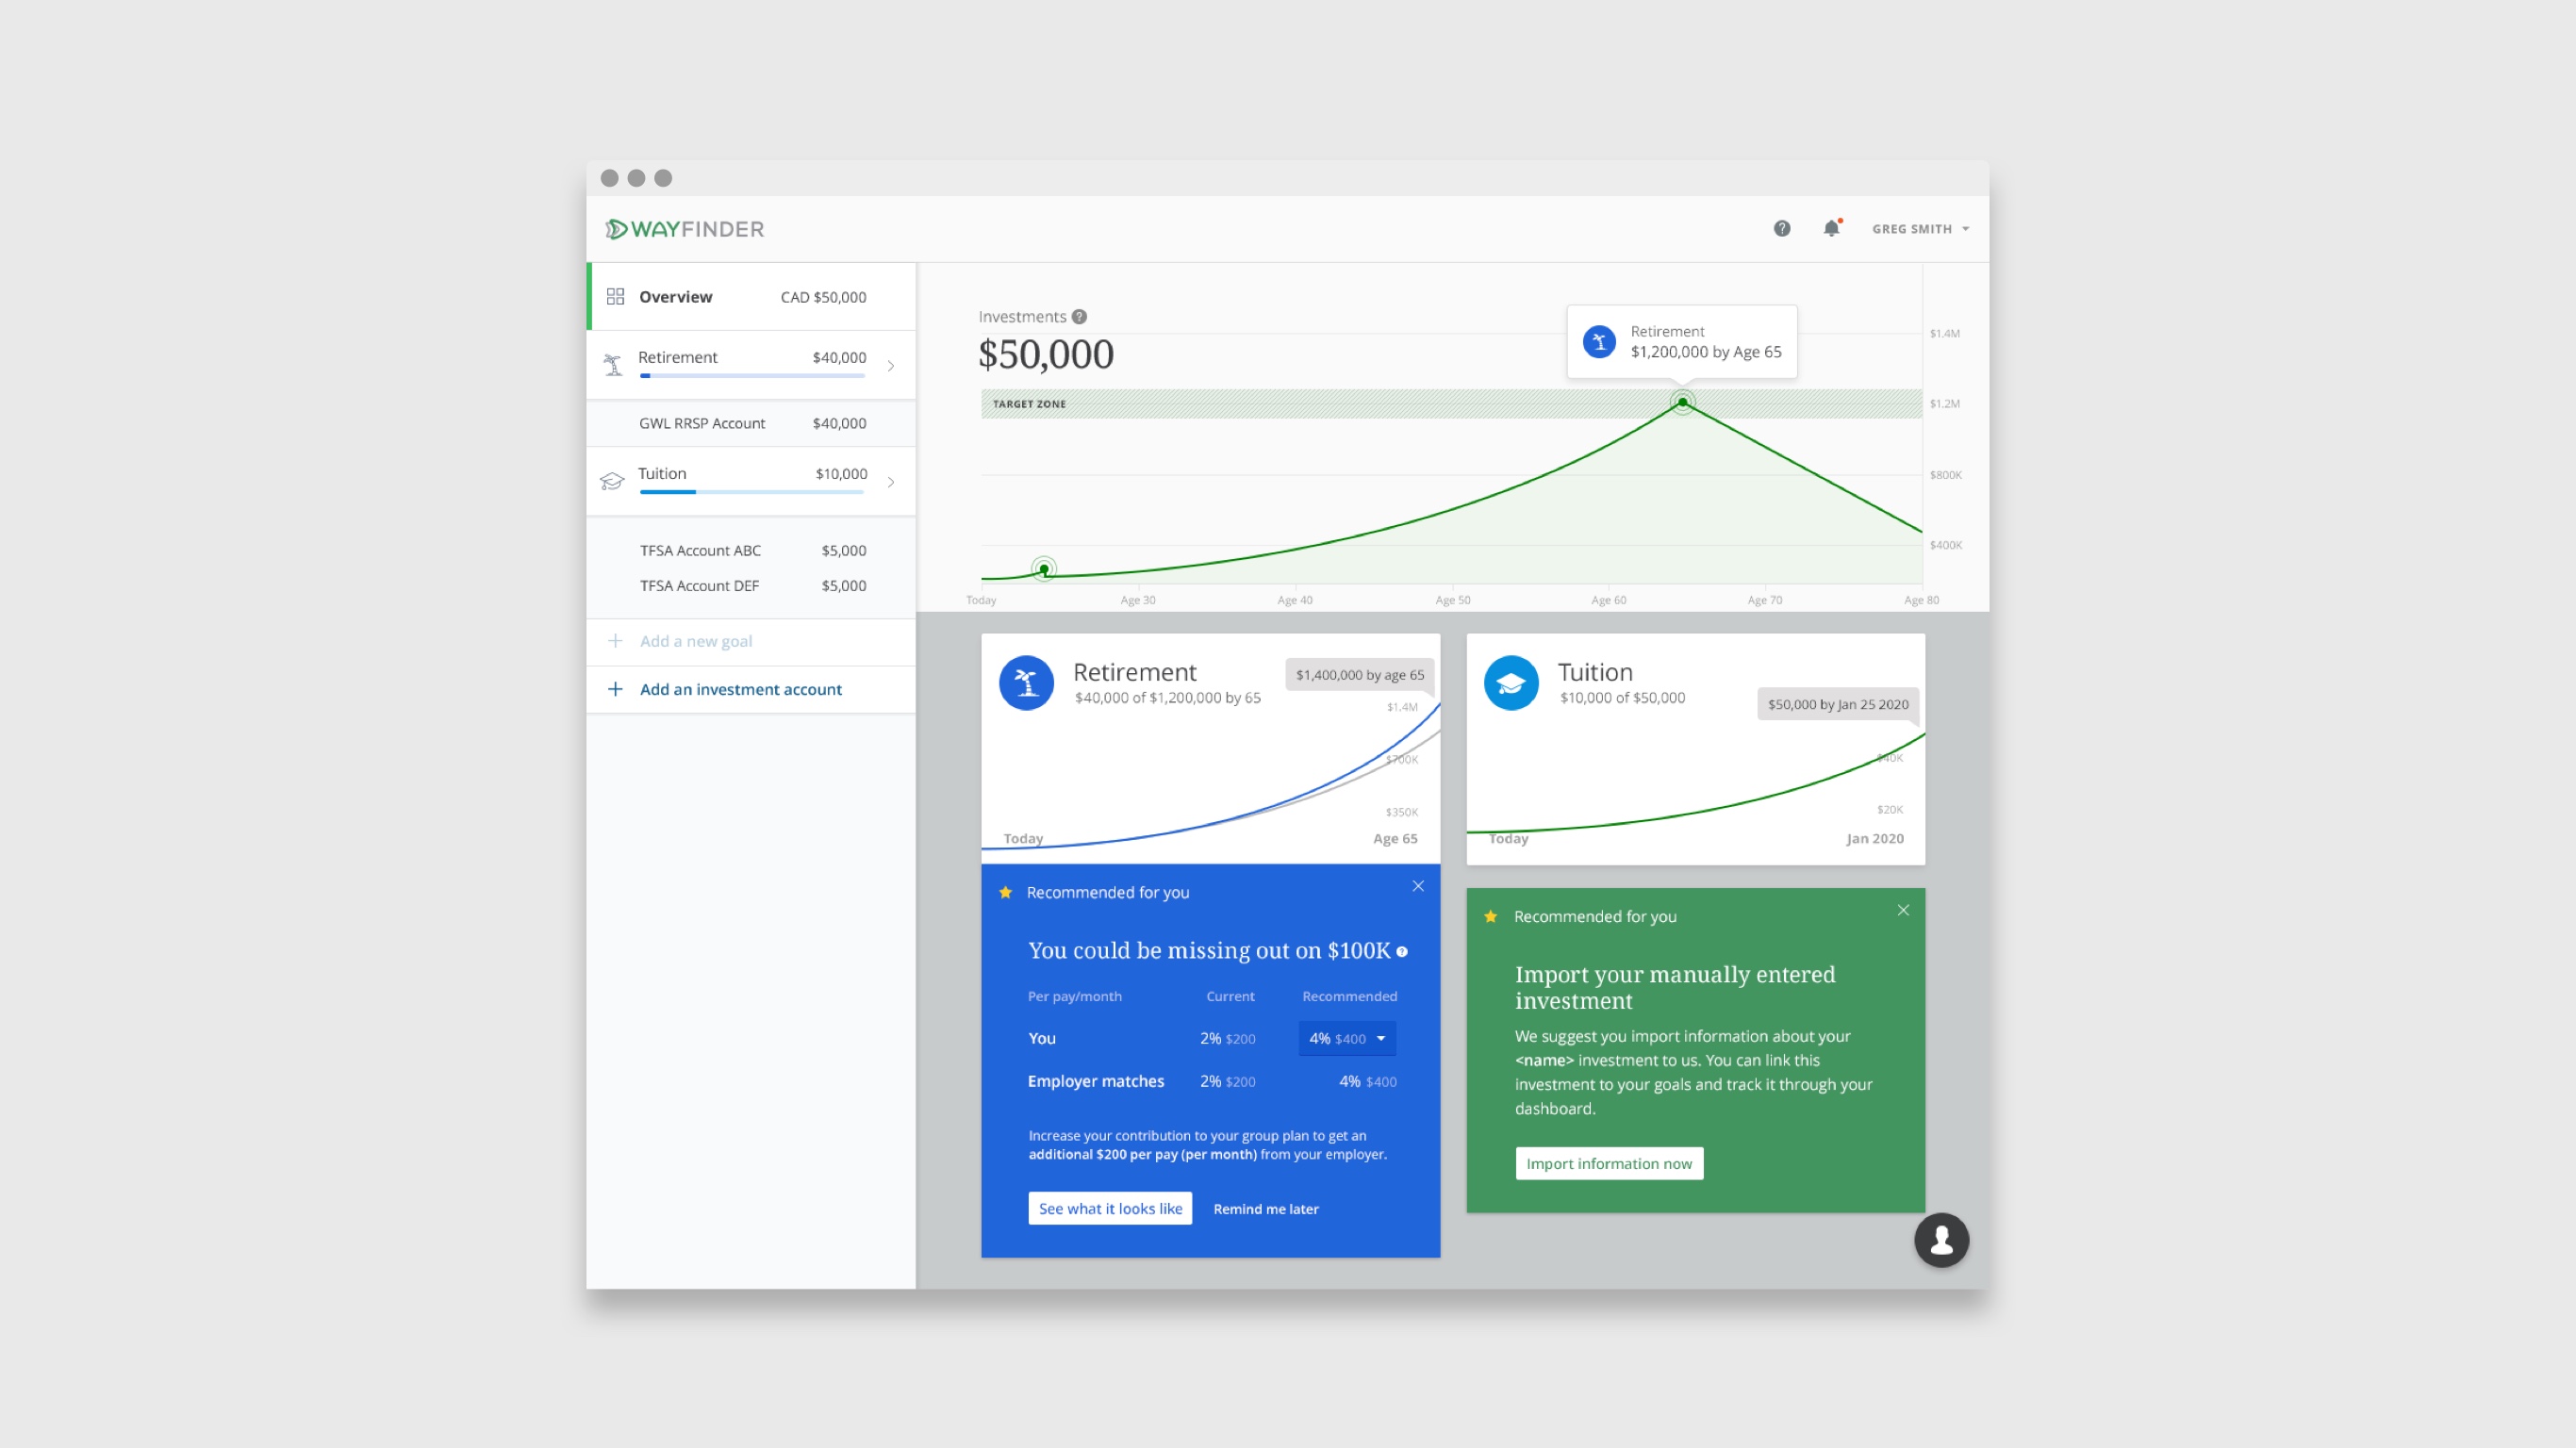 WAYFINDER
GREG SMITH
Overview CAD $50,000
Retirement $40,000
GWL RRSP Account $40,000
Tuition $10,000
TFSA Account ABC $5,000
TFSA Account DEF $5,000
+ Add a new goal
+ Add an investment account
Investments ?
$50,000
Retirement
$1,200,000 by Age 65
TARGET ZONE
$1.4M
$1.2M
$800K
$400K
Today Age 30 Age 40 Age 50 Age 60 Age 70 Age 80
Retirement
$40,000 of $1,200,000 by 65
$1,400,000 by age 65
$1.4M
$700K
$350K
Today Age 65
Recommended for you
You could be missing out on $100K ?
Per pay/month Current Recommended
You 2% $200 4% $400
Employer matches 2% $200 4% $400
Increase your contribution to your group plan to get an
additional $200 per pay (per month) from your employer.
See what it looks like Remind me later
Tuition
$10,000 of $50,000
$50,000 by Jan 25 2020
$40K
$20K
Today Jan 2020
Recommended for you
Import your manually entered
investment
We suggest you import information about your
<name> investment to us. You can link this
investment to your goals and track it through your
dashboard.
Import information now